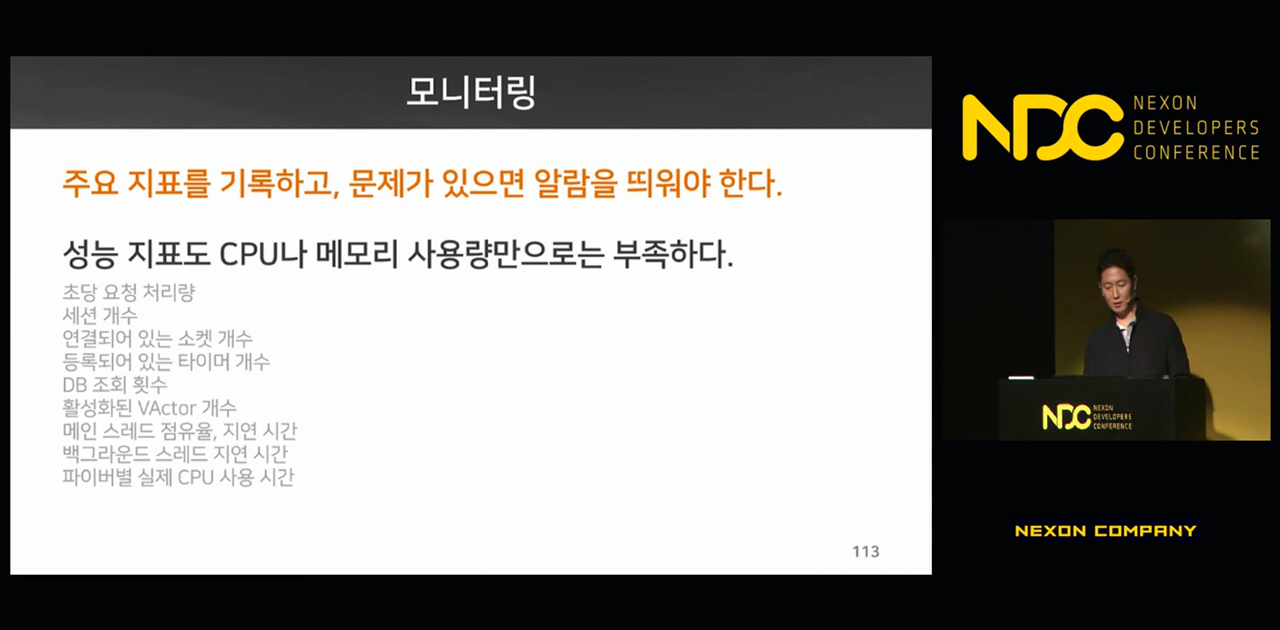 모니터링
주요 지표를 기록하고, 문제가 있으면 알람을 띄워야 한다.
성능 지표도 CPU나 메모리 사용량만으로는 부족하다.
초당 요청 처리량
세션 개수
연결되어 있는 소켓 개수
등록되어 있는 타이머 개수
DB 조회 횟수
활성화된 VActor 개수
메인 스레드 점유율, 지연 시간
백그라운드 스레드 지연 시간
파이버별 실제 CPU 사용 시간
113
NDC
NEXON
DEVELOPERS
CONFERENCE
NDC
NEXON
DEVELOPERS
CONFERENCE
NEXON COMPANY